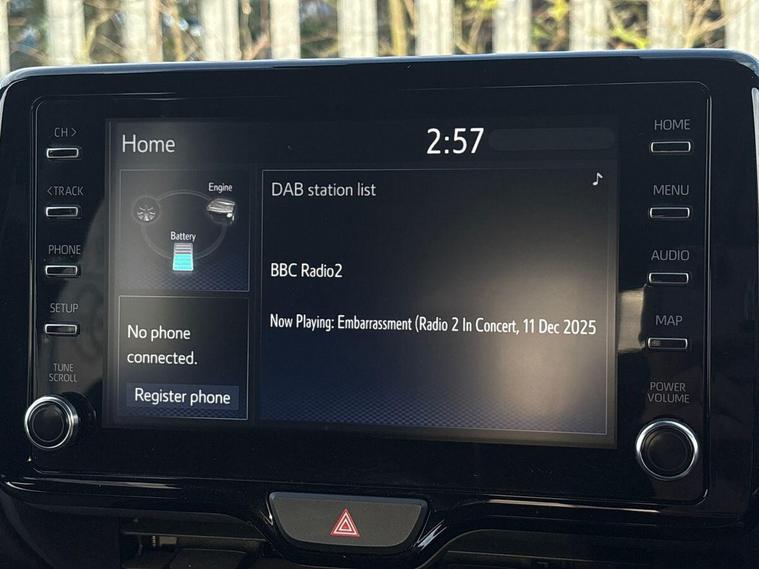 CH >
< TRACK
PHONE
SETUP
TUNE
SCROLL
Home
2:57
Engine
Battery
No phone
connected.
Register phone
DAB station list
BBC Radio2
Now Playing: Embarrassment (Radio 2 In Concert, 11 Dec 2025
HOME
MENU
AUDIO
MAP
POWER
VOLUME